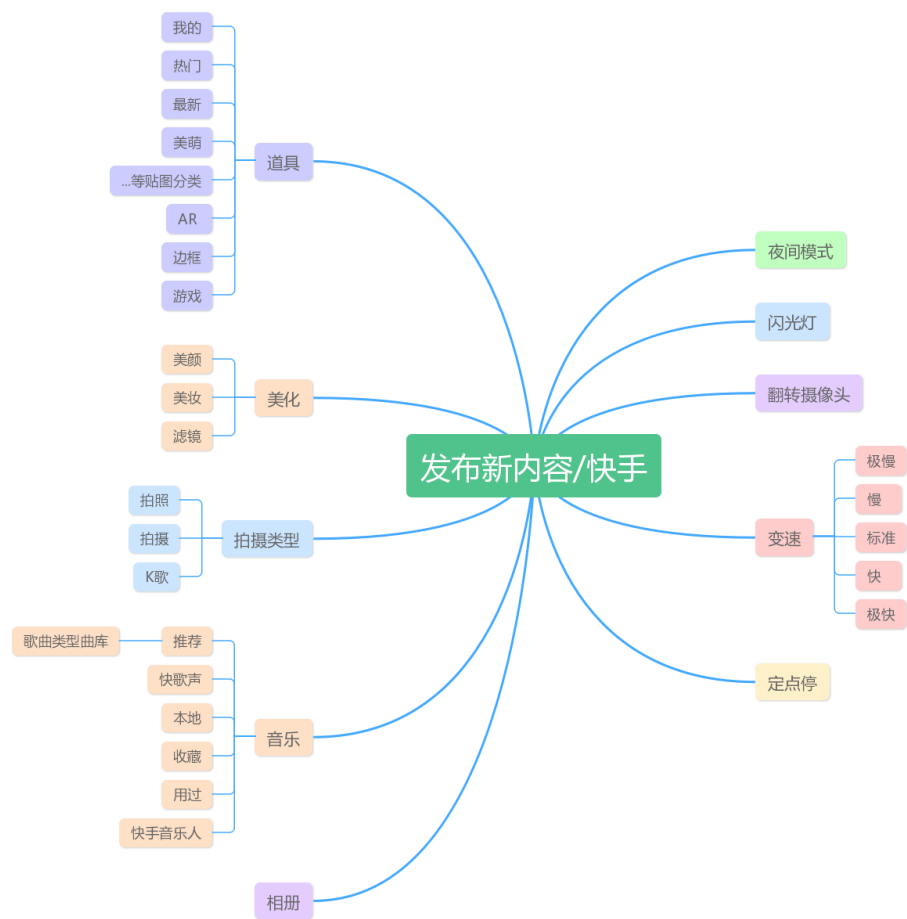 我的
热门
最新
美萌
...等贴图分类
AR
边框
游戏
道具
美颜
美妆
滤镜
美化
拍照
拍摄
K歌
拍摄类型
歌曲类型曲库
推荐
快歌声
本地
收藏
用过
快手音乐人
音乐
相册
发布新内容/快手
夜间模式
闪光灯
翻转摄像头
变速
极慢
慢
标准
快
极快
定点停